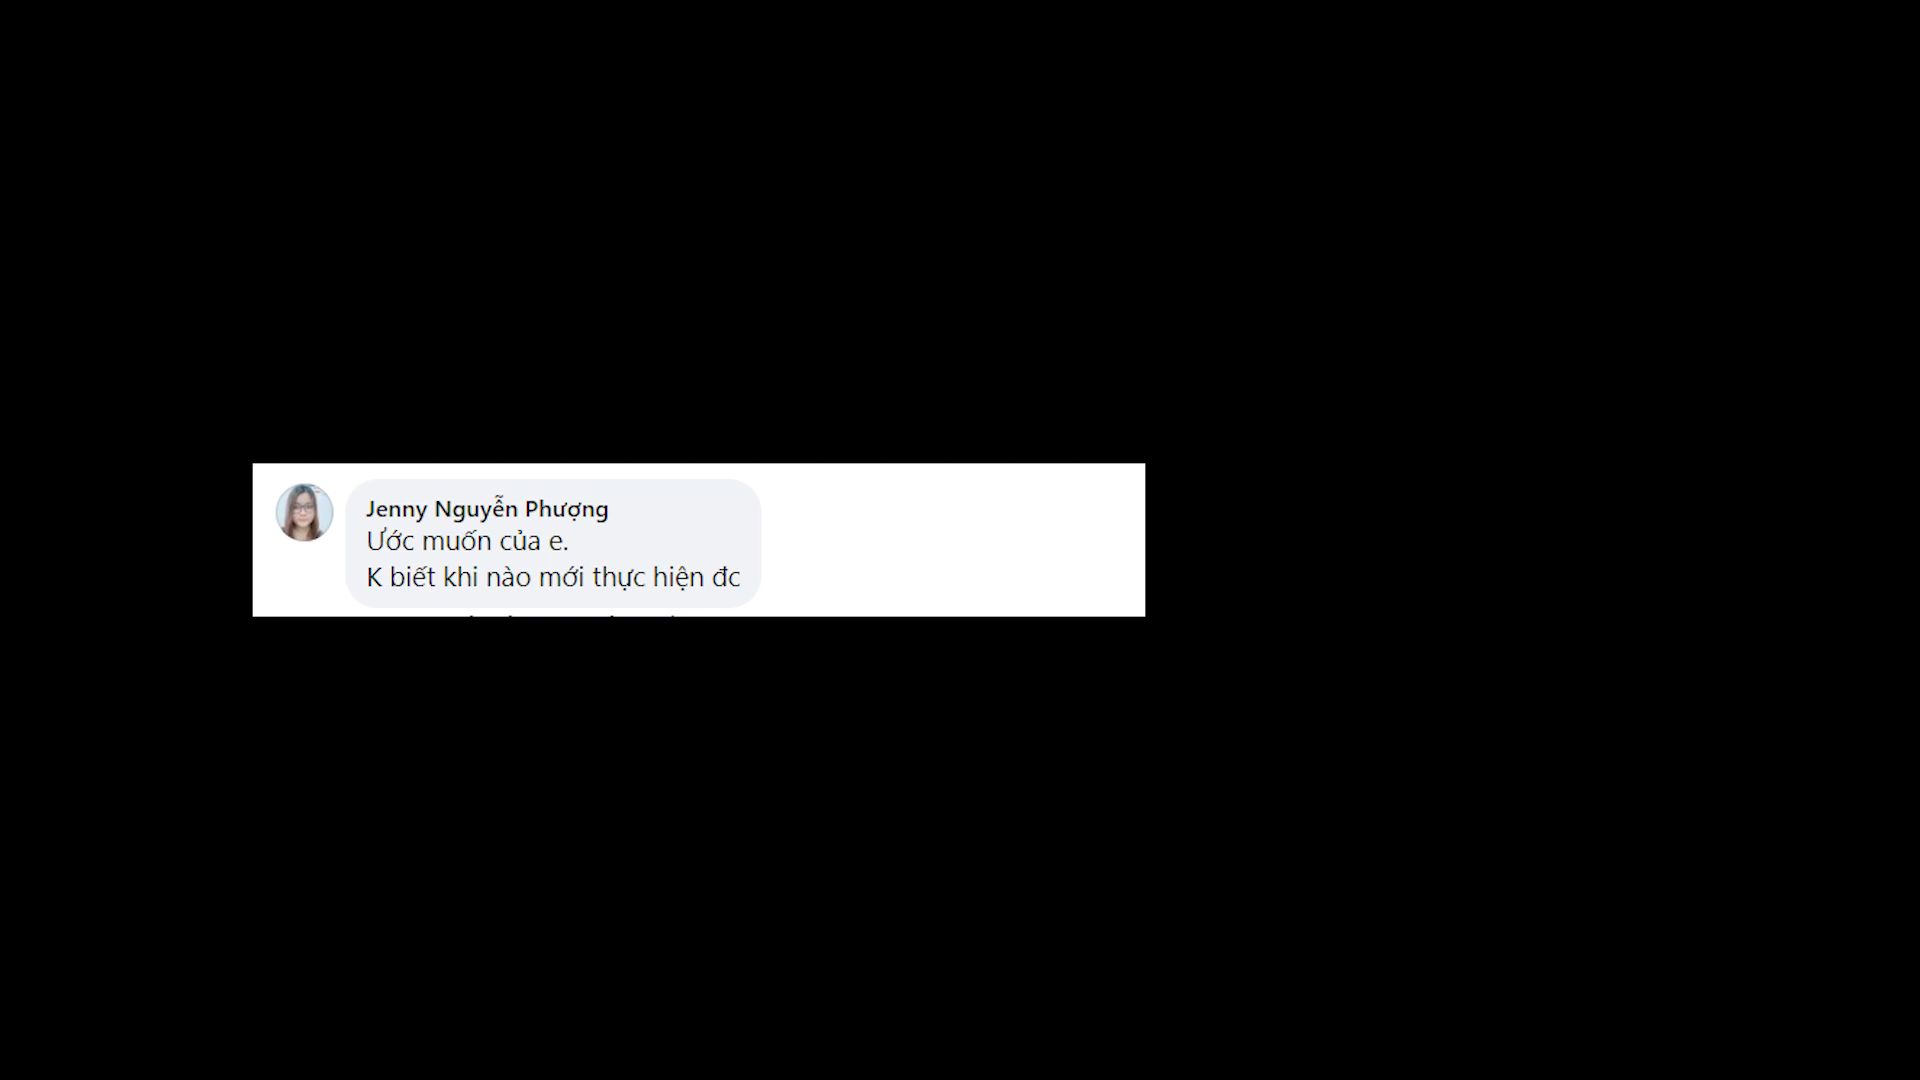 Jenny Nguyễn Phượng
Ước muốn của e.
K biết khi nào mới thực hiện đc